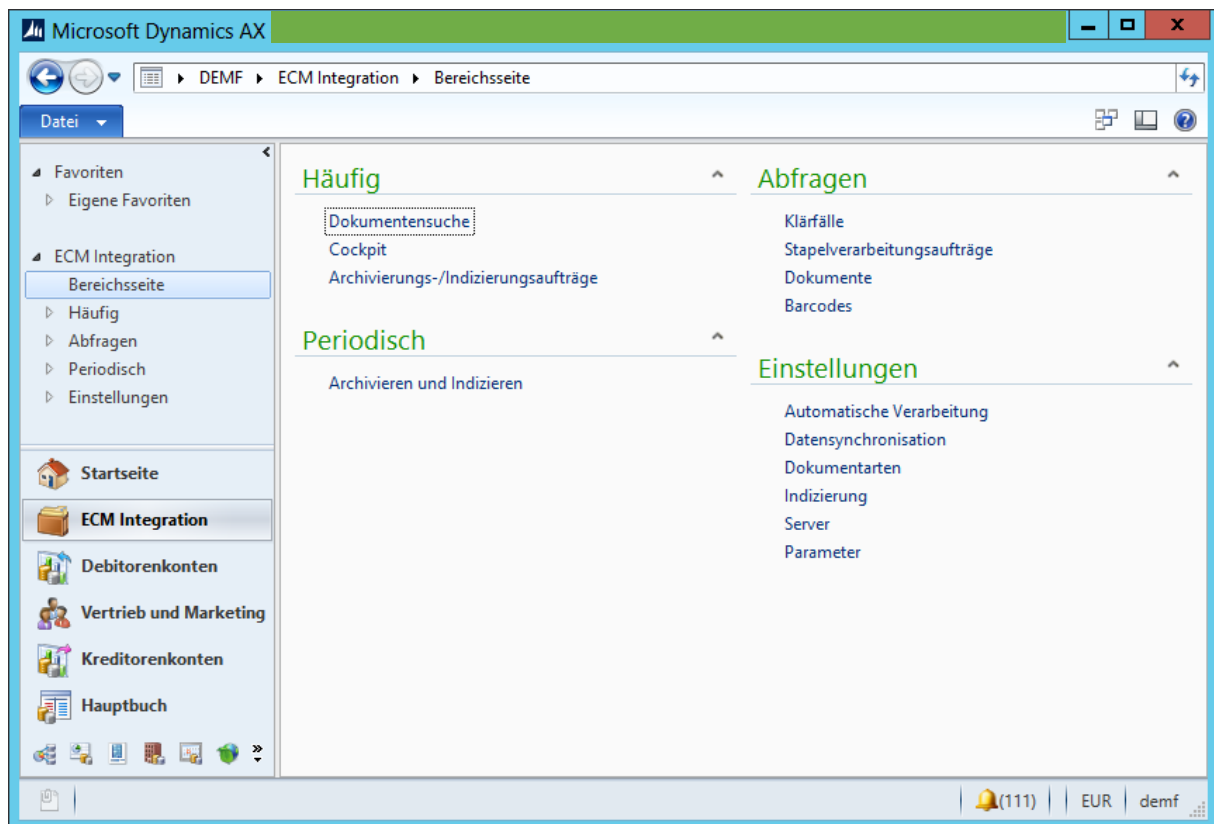 Microsoft Dynamics AX
DEMF ECM Integration Bereichsseite
Datei
Favoriten
Eigene Favoriten
ECM Integration
Bereichsseite
Häufig
Abfragen
Periodisch
Einstellungen
Startseite
ECM Integration
Debitorenkonten
Vertrieb und Marketing
Kreditorenkonten
Hauptbuch
Häufig
Dokumentensuche
Cockpit
Archivierungs-/Indizierungsaufträge
Periodisch
Archivieren und Indizieren
Abfragen
Klärfälle
Stapelverarbeitungsaufträge
Dokumente
Barcodes
Einstellungen
Automatische Verarbeitung
Datensynchronisation
Dokumentarten
Indizierung
Server
Parameter
(111) EUR demf